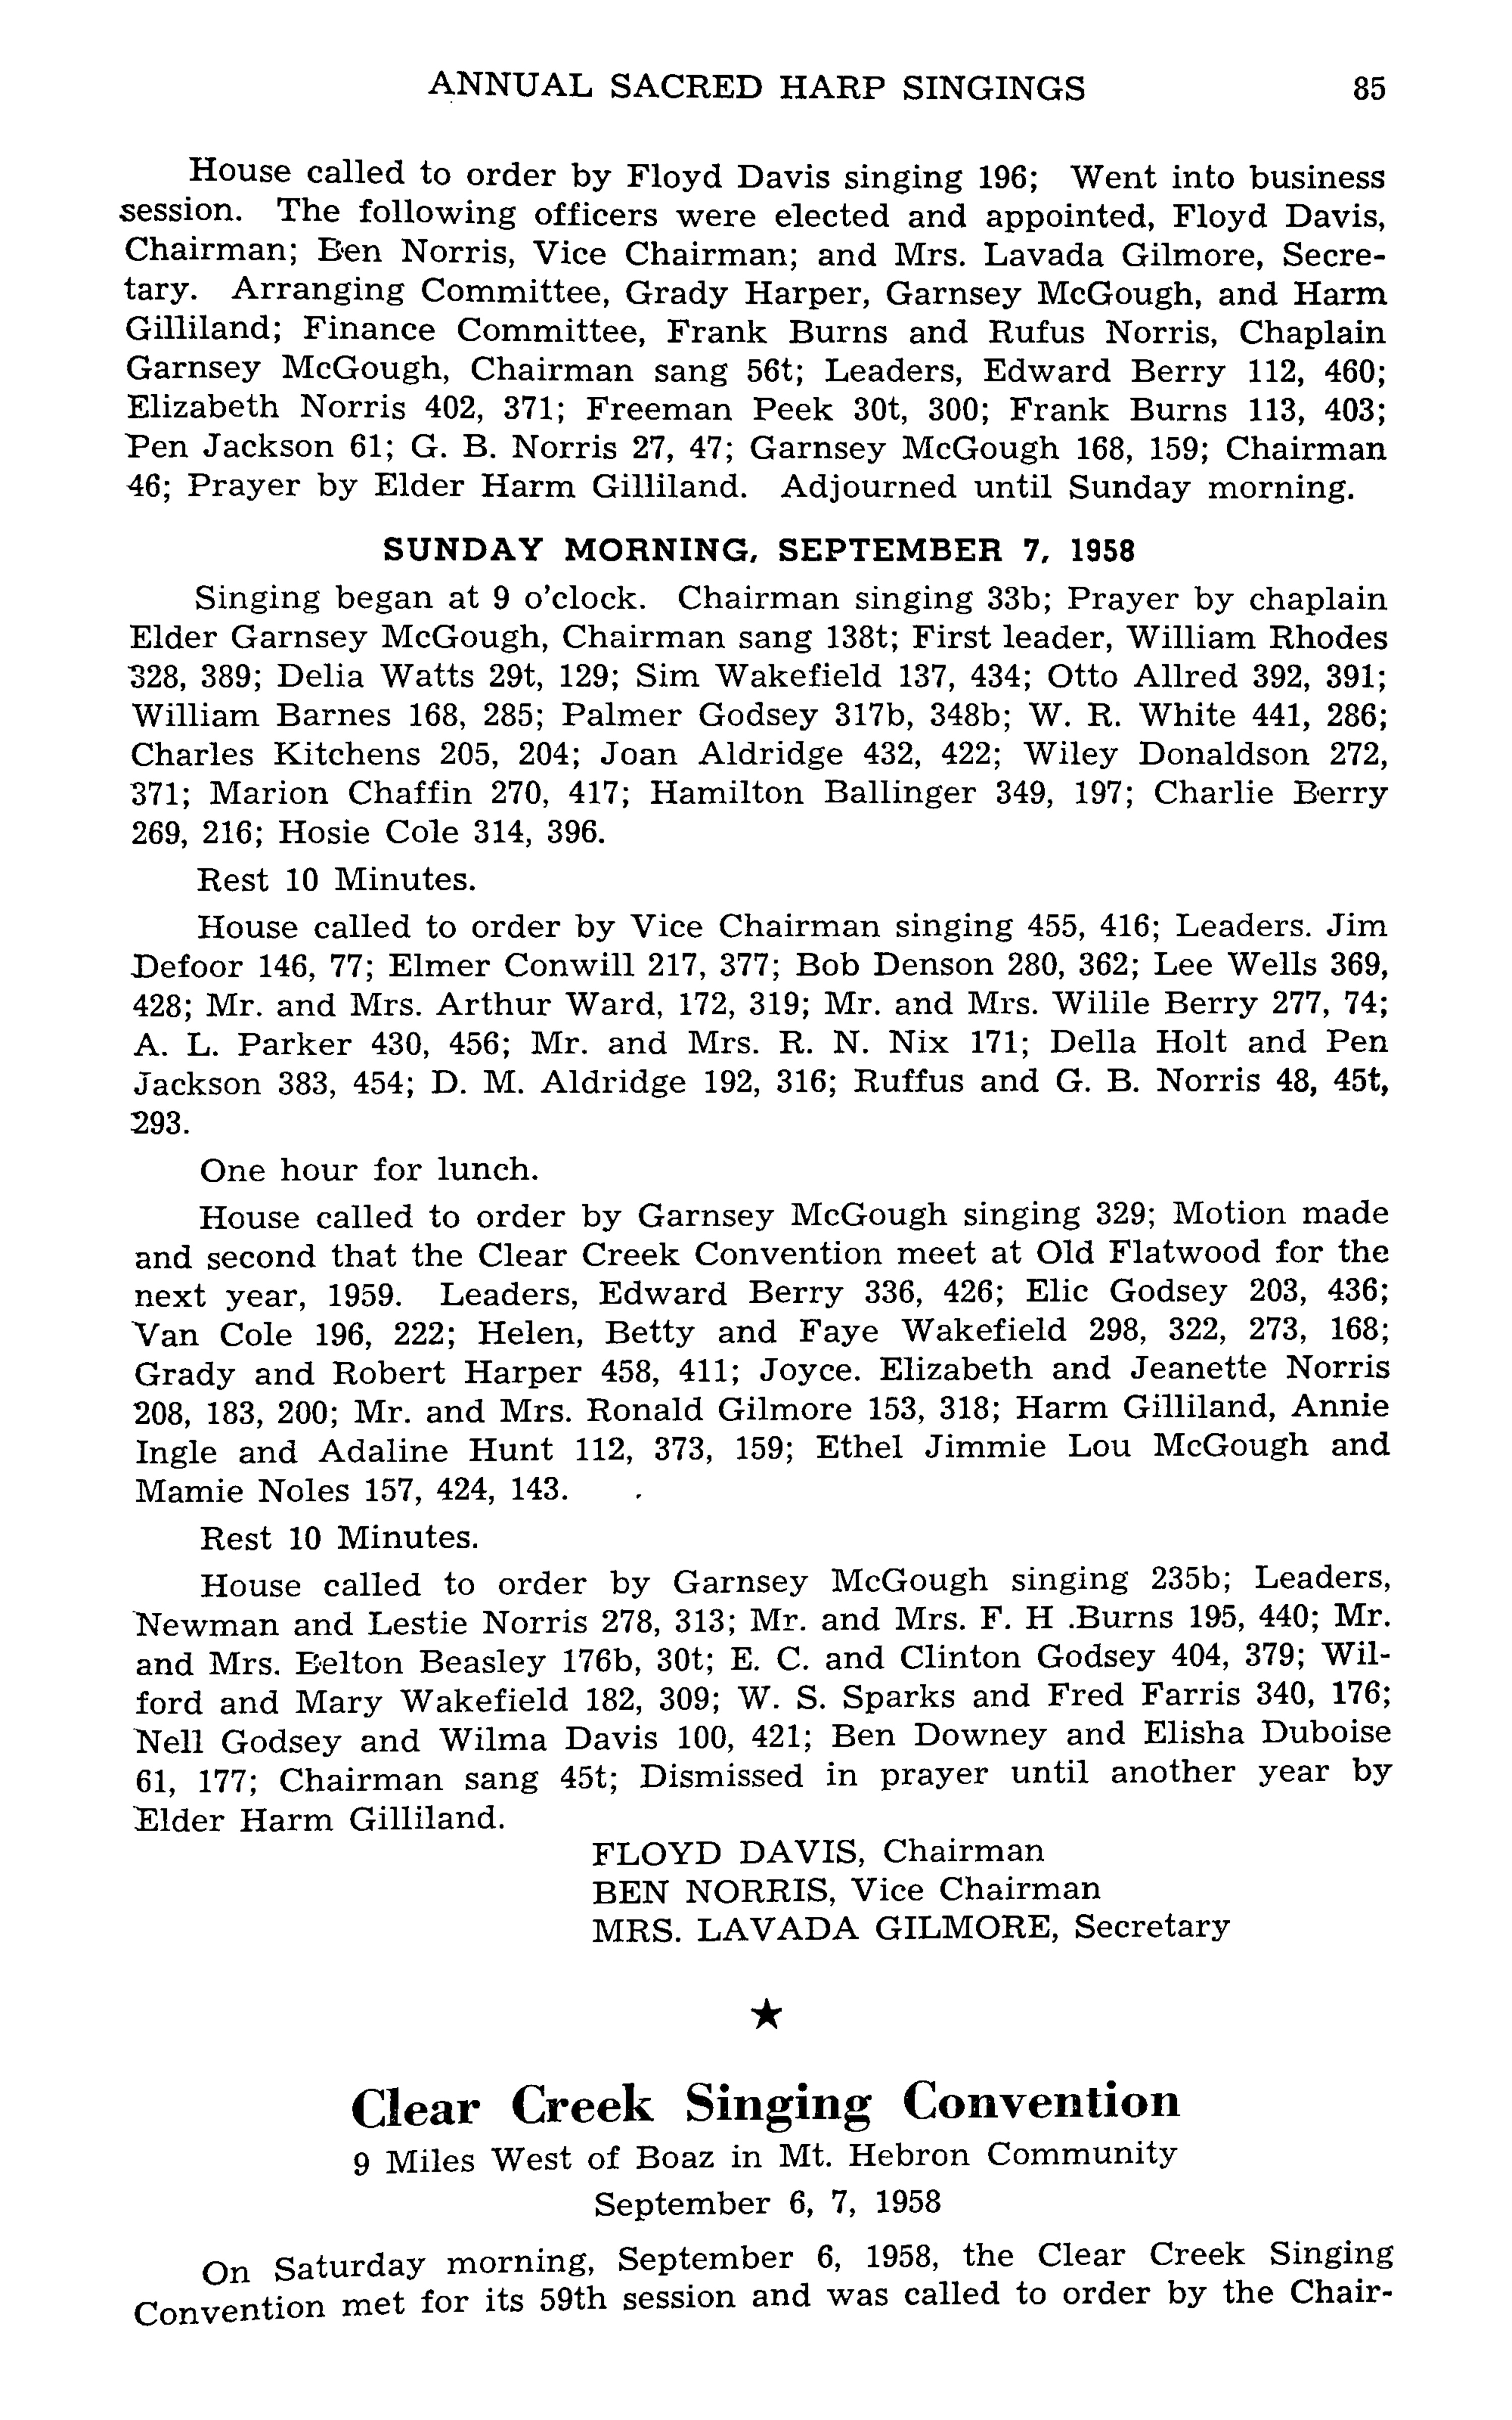 ANNUAL SACRED HARP SINGINGS 85
House called to order by Floyd Davis singing 196; Went into business
session. The following officers were elected and appointed, Floyd Davis,
Chairman; Ben Norris, Vice Chairman; and Mrs. Lavada Gilmore, Secre-
tary. Arranging Committee, Grady Harper, Garnsey McGough, and Harm
Gilliland; Finance Committee, Frank Burns and Rufus Norris, Chaplain
Garnsey McGough, Chairman sang 56t; Leaders, Edward Berry 112, 460;
Elizabeth Norris 402, 371; Freeman Peek 30t, 300; Frank Burns 113, 403;
Pen Jackson 61; G. B. Norris 27, 47; Garnsey McGough 168, 159; Chairman
46; Prayer by Elder Harm Gilliland. Adjourned until Sunday morning.
SUNDAY MORNING, SEPTEMBER 7, 1958
Singing began at 9 o'clock. Chairman singing 33b; Prayer by chaplain
Elder Garnsey McGough, Chairman sang 138t; First leader, William Rhodes
328, 389; Delia Watts 29t, 129; Sim Wakefield 137, 434; Otto Allred 392, 391;
William Barnes 168, 285; Palmer Godsey 317b, 348b; W. R. White 441, 286;
Charles Kitchens 205, 204; Joan Aldridge 432, 422; Wiley Donaldson 272,
371; Marion Chaffin 270, 417; Hamilton Ballinger 349, 197; Charlie Berry
269, 216; Hosie Cole 314, 396.
Rest 10 Minutes.
House called to order by Vice Chairman singing 455, 416; Leaders. Jim
Defoor 146, 77; Elmer Conwill 217, 377; Bob Denson 280, 362; Lee Wells 369,
428; Mr. and Mrs. Arthur Ward, 172, 319; Mr. and Mrs. Wilile Berry 277, 74;
A. L. Parker 430, 456; Mr. and Mrs. R. N. Nix 171; Della Holt and Pen
Jackson 383, 454; D. M. Aldridge 192, 316; Ruffus and G. B. Norris 48, 45t,
293.
One hour for lunch.
House called to order by Garnsey McGough singing 329; Motion made
and second that the Clear Creek Convention meet at Old Flatwood for the
next year, 1959. Leaders, Edward Berry 336, 426; Elic Godsey 203, 436;
Van Cole 196, 222; Helen, Betty and Faye Wakefield 298, 322, 273, 168;
Grady and Robert Harper 458, 411; Joyce. Elizabeth and Jeanette Norris
208, 183, 200; Mr. and Mrs. Ronald Gilmore 153, 318; Harm Gilliland, Annie
Ingle and Adaline Hunt 112, 373, 159; Ethel Jimmie Lou McGough and
Mamie Noles 157, 424, 143.
Rest 10 Minutes.
House called to order by Garnsey McGough singing 235b; Leaders,
Newman and Lestie Norris 278, 313; Mr. and Mrs. F. H .Burns 195, 440; Mr.
and Mrs. Belton Beasley 176b, 30t; E. C. and Clinton Godsey 404, 379; Wil-
ford and Mary Wakefield 182, 309; W. S. Sparks and Fred Farris 340, 176;
Nell Godsey and Wilma Davis 100, 421; Ben Downey and Elisha Duboise
61, 177; Chairman sang 45t; Dismissed in prayer until another year by
Elder Harm Gilliland.
FLOYD DAVIS, Chairman
BEN NORRIS, Vice Chairman
MRS. LAVADA GILMORE, Secretary
★
Clear Creek Singing Convention
9 Miles West of Boaz in Mt. Hebron Community
September 6, 7, 1958
On Saturday morning, September 6, 1958, the Clear Creek Singing
Convention met for its 59th session and was called to order by the Chair-